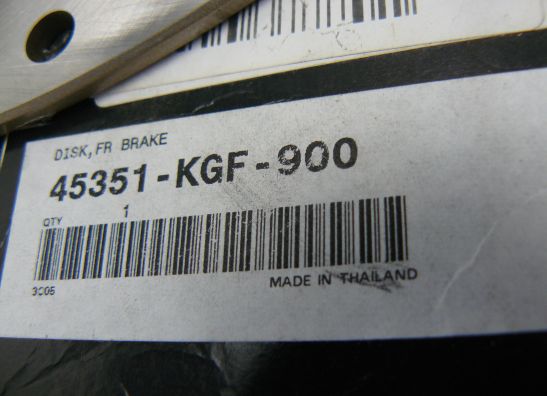 DISK, FR BRAKE
45351-KGF-900
QTY 1
3C05 MADE IN THAILAND